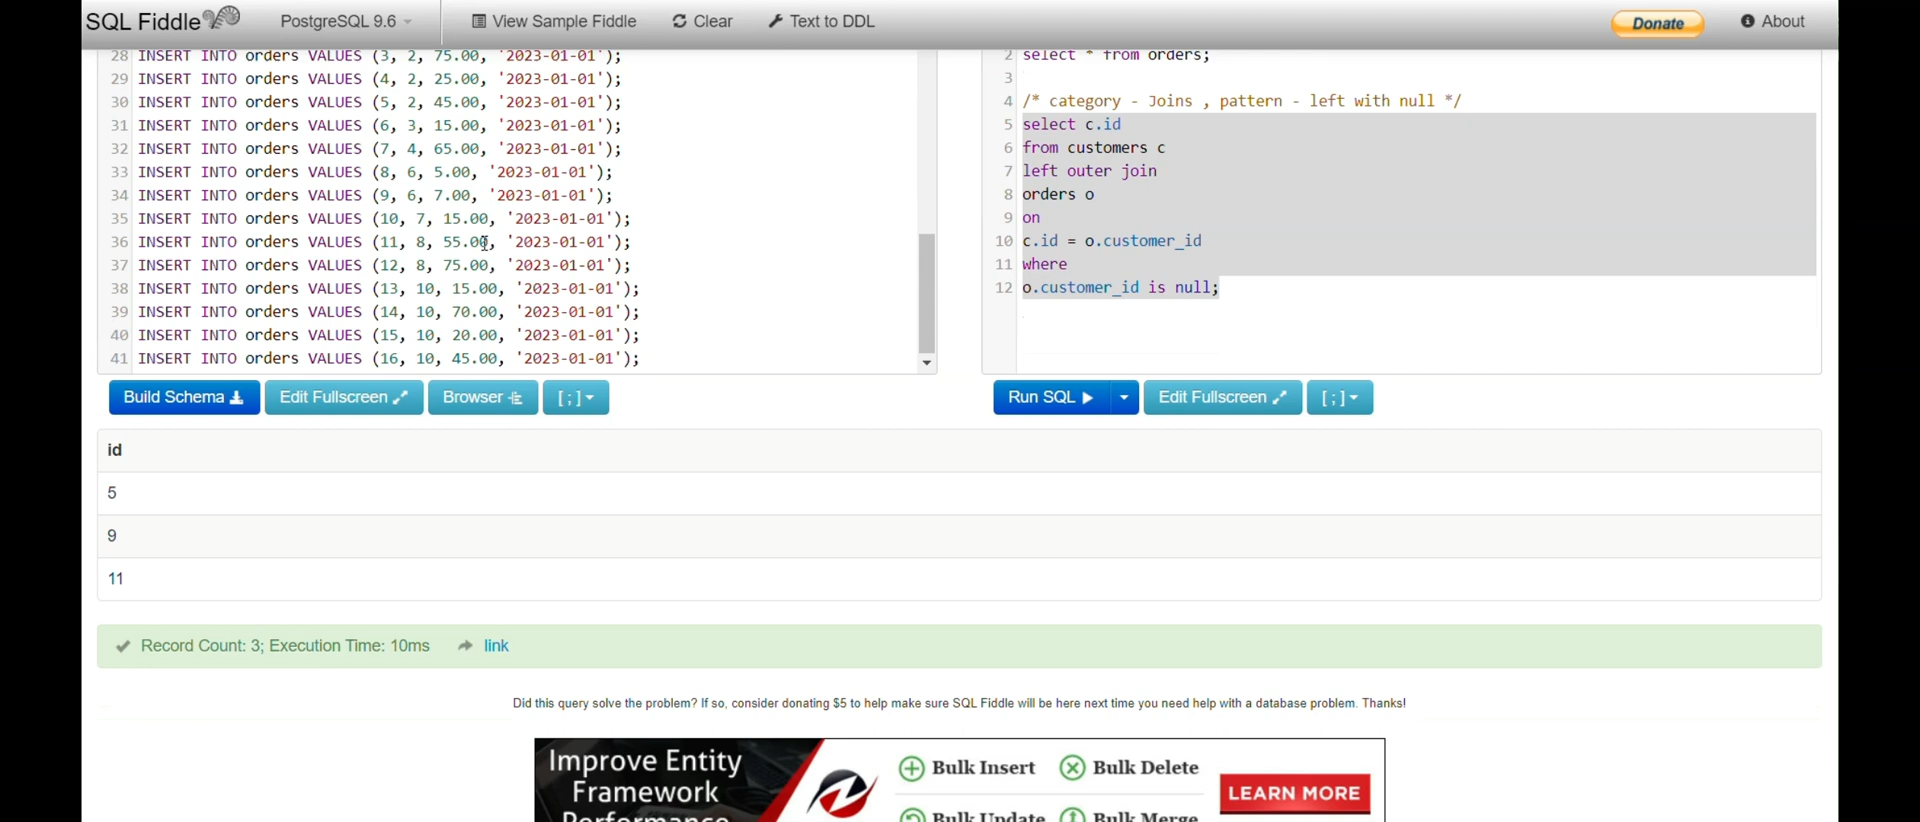 SQL Fiddle PostgreSQL 9.6 View Sample Fiddle Clear Text to DDL Donate About
28 INSERT INTO orders VALUES (3, 2, 75.00, '2023-01-01');
29 INSERT INTO orders VALUES (4, 2, 25.00, '2023-01-01');
30 INSERT INTO orders VALUES (5, 2, 45.00, '2023-01-01');
31 INSERT INTO orders VALUES (6, 3, 15.00, '2023-01-01');
32 INSERT INTO orders VALUES (7, 4, 65.00, '2023-01-01');
33 INSERT INTO orders VALUES (8, 6, 5.00, '2023-01-01');
34 INSERT INTO orders VALUES (9, 6, 7.00, '2023-01-01');
35 INSERT INTO orders VALUES (10, 7, 15.00, '2023-01-01');
36 INSERT INTO orders VALUES (11, 8, 55.00, '2023-01-01');
37 INSERT INTO orders VALUES (12, 8, 75.00, '2023-01-01');
38 INSERT INTO orders VALUES (13, 10, 15.00, '2023-01-01');
39 INSERT INTO orders VALUES (14, 10, 70.00, '2023-01-01');
40 INSERT INTO orders VALUES (15, 10, 20.00, '2023-01-01');
41 INSERT INTO orders VALUES (16, 10, 45.00, '2023-01-01');
2 select * from orders;
3
4 /* category - Joins , pattern - left with null */
5 select c.id
6 from customers c
7 left outer join
8 orders o
9 on
10 c.id = o.customer_id
11 where
12 o.customer_id is null;
Build Schema Edit Fullscreen Browser [ ; ]
Run SQL Edit Fullscreen [ ; ]
id
5
9
11
Record Count: 3; Execution Time: 10ms link
Did this query solve the problem? If so, consider donating $5 to help make sure SQL Fiddle will be here next time you need help with a database problem. Thanks!
Improve Entity
Framework
Performance
Bulk Insert Bulk Delete
Bulk Update Bulk Merge
LEARN MORE